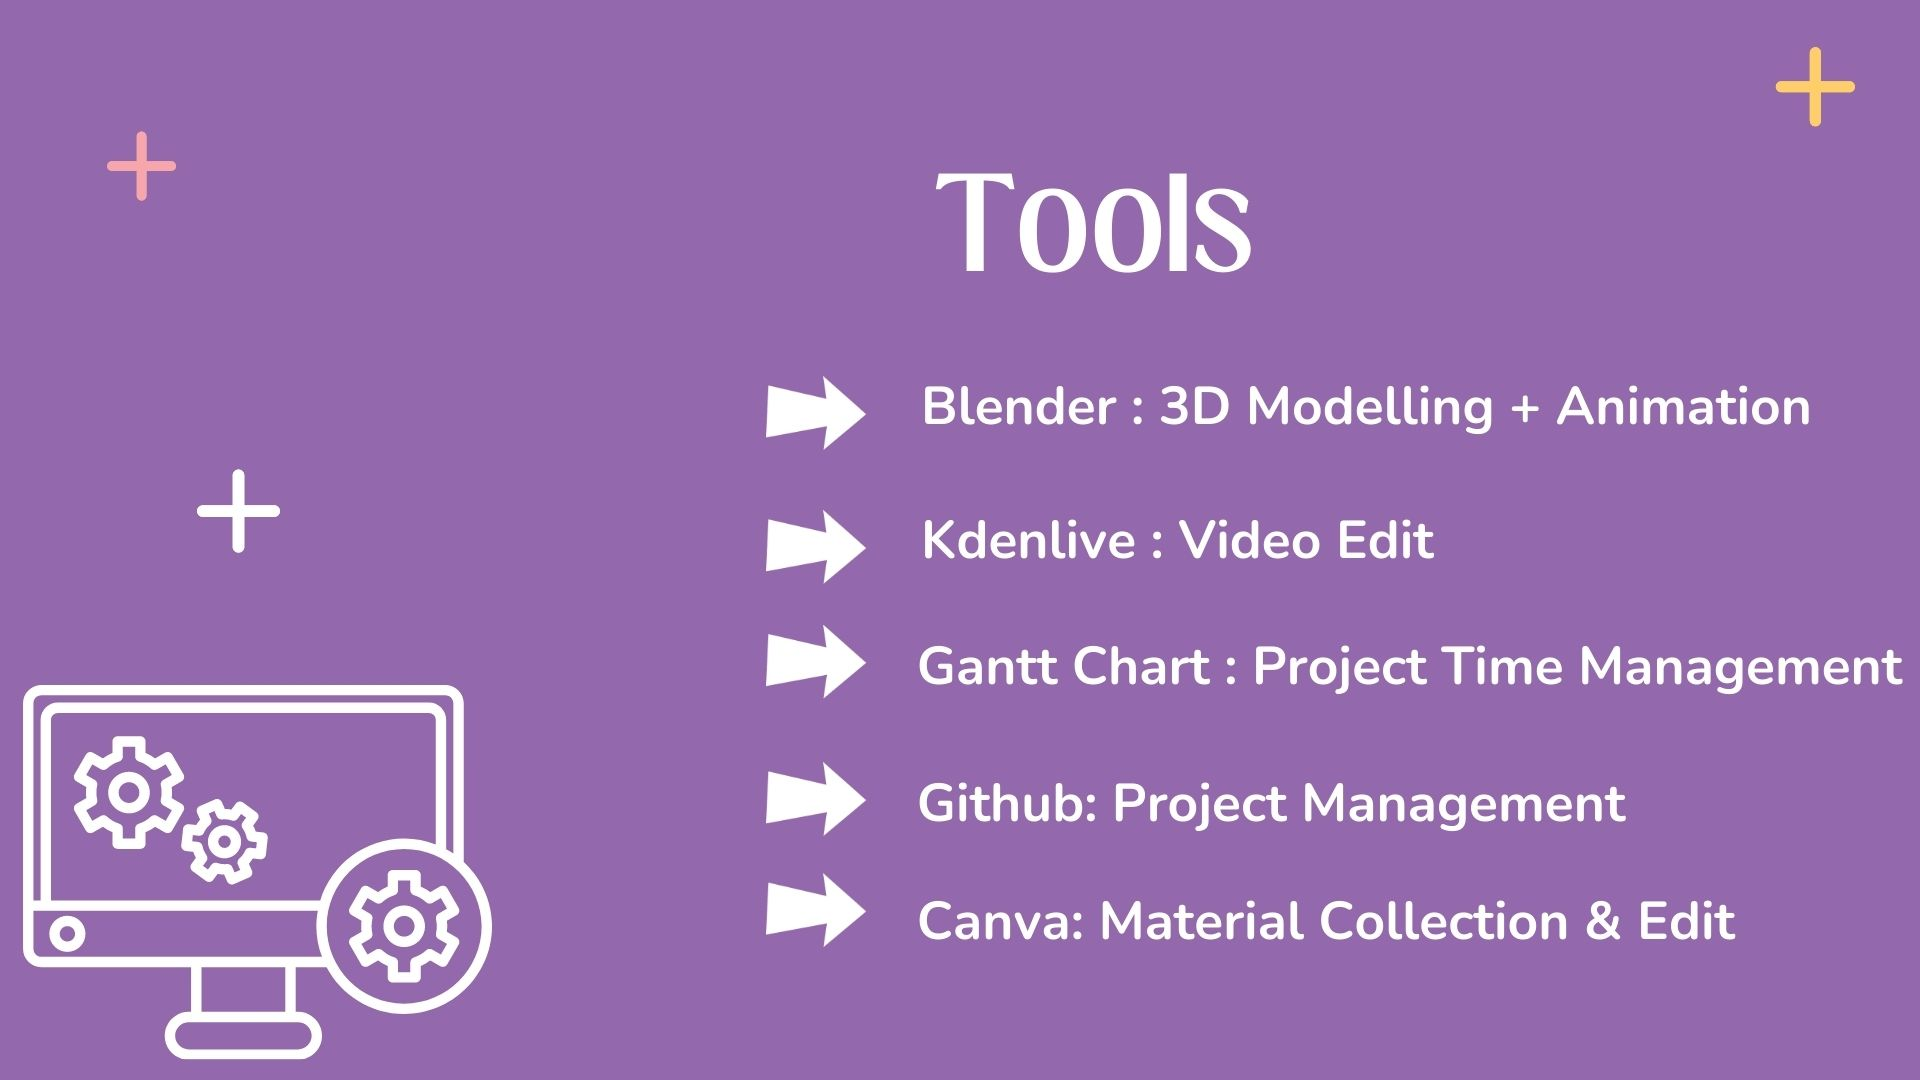 Tools
Blender : 3D Modelling + Animation
Kdenlive : Video Edit
Gantt Chart : Project Time Management
Github: Project Management
Canva: Material Collection & Edit